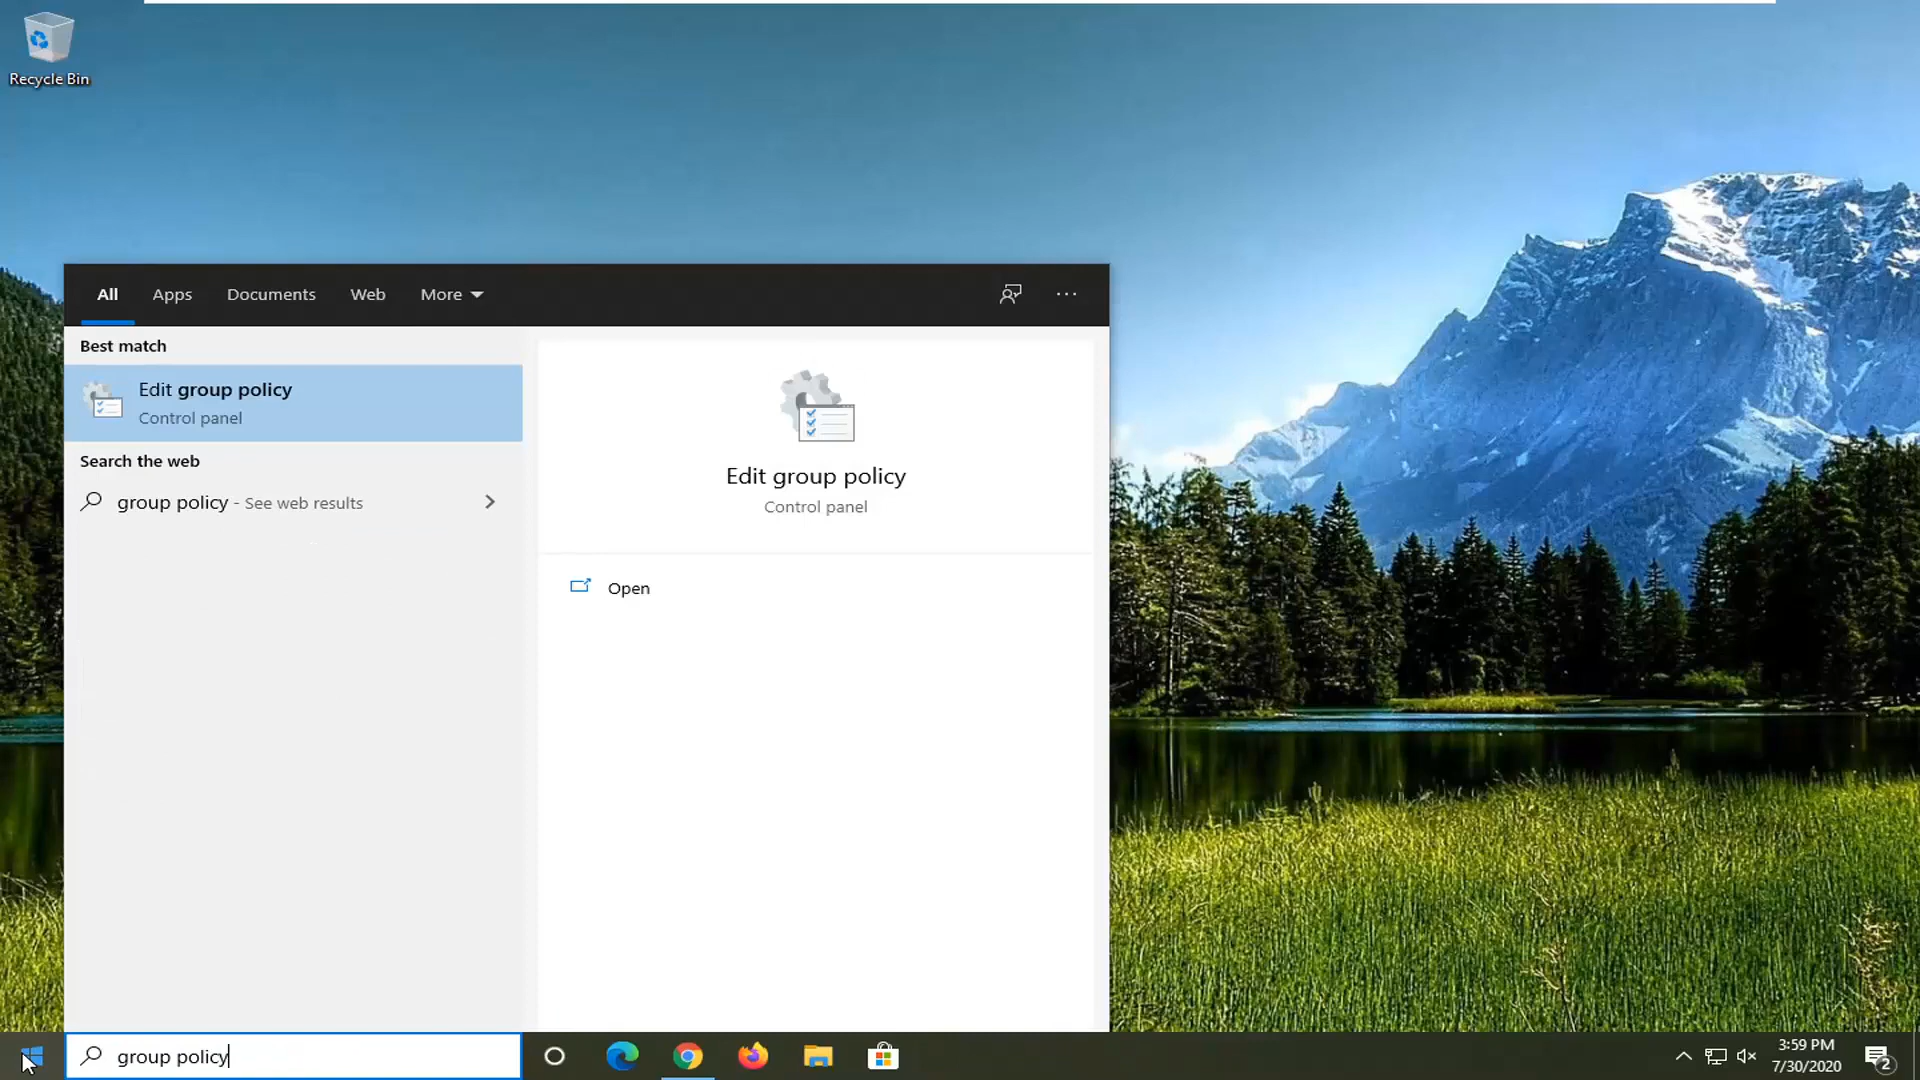 Recycle Bin
All Apps Documents Web More
Best match
Edit group policy
Control panel
Search the web
group policy - See web results
Edit group policy
Control panel
Open
group policy
3:59 PM
7/30/2020
2